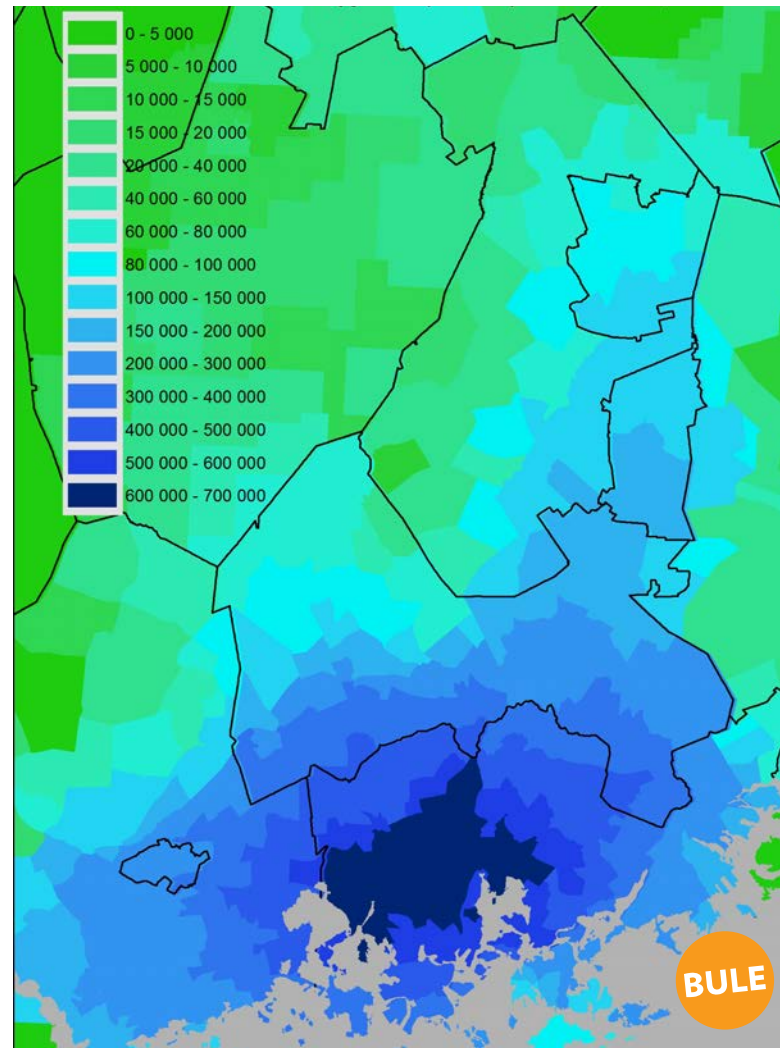 0 - 5 000
5 000 - 10 000
10 000 - 15 000
15 000 - 20 000
20 000 - 40 000
40 000 - 60 000
60 000 - 80 000
80 000 - 100 000
100 000 - 150 000
150 000 - 200 000
200 000 - 300 000
300 000 - 400 000
400 000 - 500 000
500 000 - 600 000
600 000 - 700 000
BULE